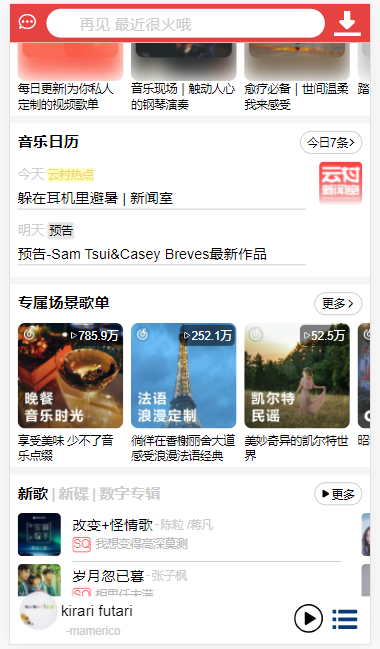 再见 最近很火哦
每日更新|为你私人
定制的视频歌单
音乐现场｜触动人心
的钢琴演奏
愈疗必备｜世间温柔
我来感受
音乐日历
今日7条>
今天 云村热点
躲在耳机里避暑 | 新闻室
云村
明天 预告
预告-Sam Tsui&Casey Breves最新作品
专属场景歌单
更多>
785.9万
晚餐
音乐时光
享受美味 少不了音
乐点缀
252.1万
法语
浪漫定制
徜徉在香榭丽舍大道
感受浪漫法语经典
52.5万
凯尔特
民谣
美妙奇异的凯尔特世
界
新歌 | 新碟 | 数字专辑
更多
改变+怪情歌 - 陈粒 /蒋凡
SQ 我想变得高深莫测
岁月忽已暮 - 张子枫
SQ 相思任未满
kirari futari
-mamerico